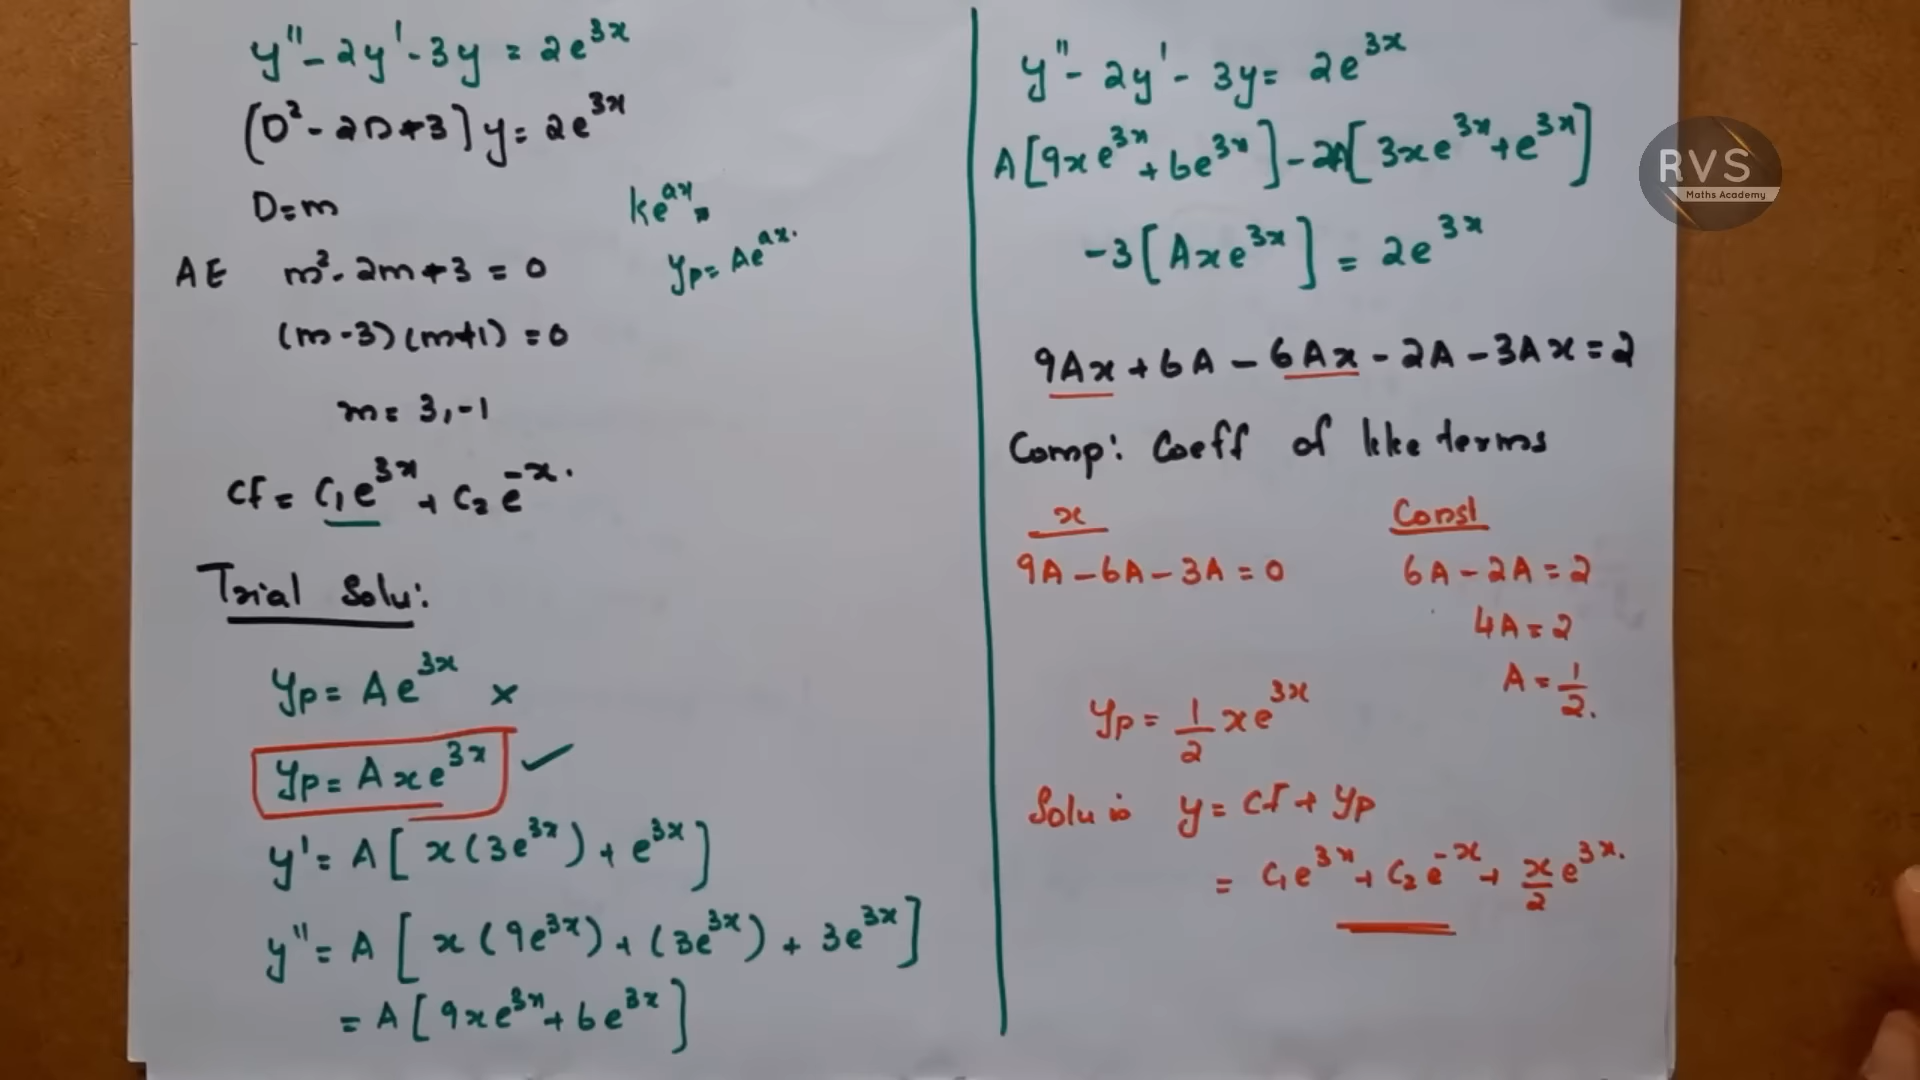 y'' - 2y' - 3y = 2e^{3x}
(D² - 2D + 3) y = 2e^{3x}
D = m
ke^{ax} =
y_p = Ae^{ax}.
AE m² - 2m + 3 = 0
(m - 3) (m + 1) = 0
m = 3, -1
CF = C₁e^{3x} + C₂e^{-x}.
Trial Solu:
y_p = Ae^{3x} ×
y_p = Axe^{3x} ✓
y' = A[ x(3e^{3x}) + e^{3x} ]
y'' = A [ x(9e^{3x}) + (3e^{3x}) + 3e^{3x} ]
= A [ 9xe^{3x} + 6e^{3x} ]
y'' - 2y' - 3y = 2e^{3x}
A [9xe^{3x} + 6e^{3x}] - 2A[ 3xe^{3x} + e^{3x} ]
-3 [ Axe^{3x} ] = 2e^{3x}
9Ax + 6A - 6Ax - 2A - 3Ax = 2
Comp: Coeff of like terms
x Const
9A - 6A - 3A = 0 6A - 2A = 2
4A = 2
A = 1/2.
y_p = 1/2 xe^{3x}
Solu is y = CF + y_p
= C₁e^{3x} + C₂e^{-x} + x/2 e^{3x}.
RVS
Maths Academy